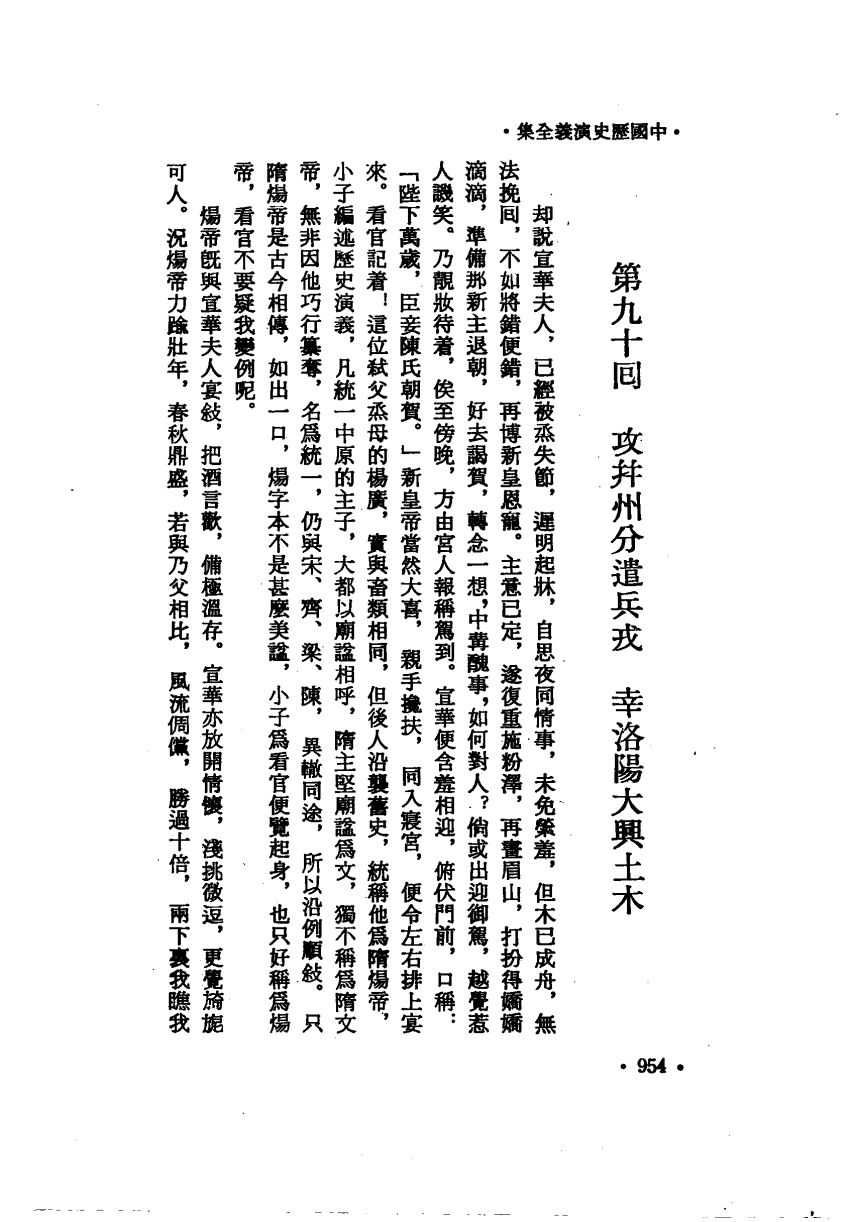 •中國歷史演義全集•
第九十回　攻幷州分遣兵戎　幸洛陽大興土木
却說宣華夫人，已經被烝失節，遲明起牀，自思夜同情事，未免縈羞，但木已成舟，無
法挽回，不如將錯便錯，再博新皇恩寵。主意已定，遂復重施粉澤，再畫眉山，打扮得嬌嬌
滴滴，準備那新主退朝，好去謁賀，轉念一想，中冓醜事，如何對人？倘或出迎御駕，越覺惹
人譏笑。乃靚妝待着，俟至傍晚，方由宮人報稱駕到。宣華便含羞相迎，俯伏門前，口稱：
「陛下萬歲，臣妾陳氏朝賀。」新皇帝當然大喜，親手攙扶，同入寢宮，便令左右排上宴
來。看官記着！這位弒父烝母的楊廣，實與畜類相同，但後人沿襲舊史，統稱他爲隋煬帝，
小子編述歷史演義，凡統一中原的主子，大都以廟諡相呼，隋主堅廟諡爲文，獨不稱爲隋文
帝，無非因他巧行篡奪，名爲統一，仍與宋、齊、梁、陳，異轍同途，所以沿例順敍。只
隋煬帝是古今相傳，如出一口，煬字本不是甚麼美諡，小子爲看官便覽起身，也只好稱爲煬
帝，看官不要疑我變例呢。
煬帝旣與宣華夫人宴敍，把酒言歡，備極溫存。宣華亦放開情懷，淺挑微逗，更覺旖旎
可人。況煬帝力踰壯年，春秋鼎盛，若與乃父相比，風流倜儻，勝過十倍，兩下裏我瞧我
•954•